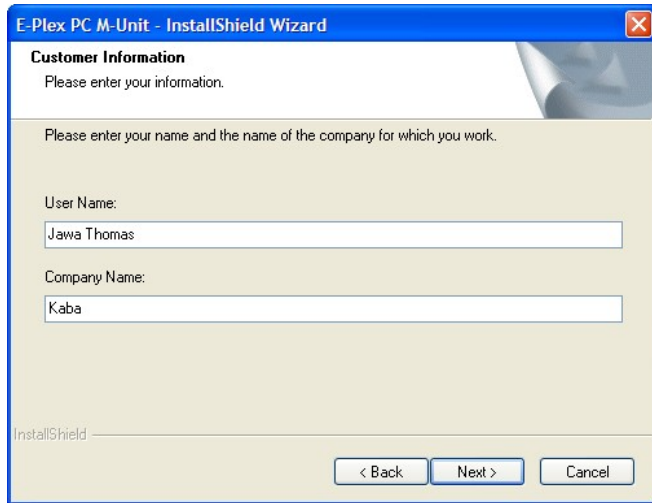 E-Plex PC M-Unit - InstallShield Wizard
Customer Information
Please enter your information.
Please enter your name and the name of the company for which you work.
User Name:
Jawa Thomas
Company Name:
Kaba
InstallShield
< Back Next > Cancel